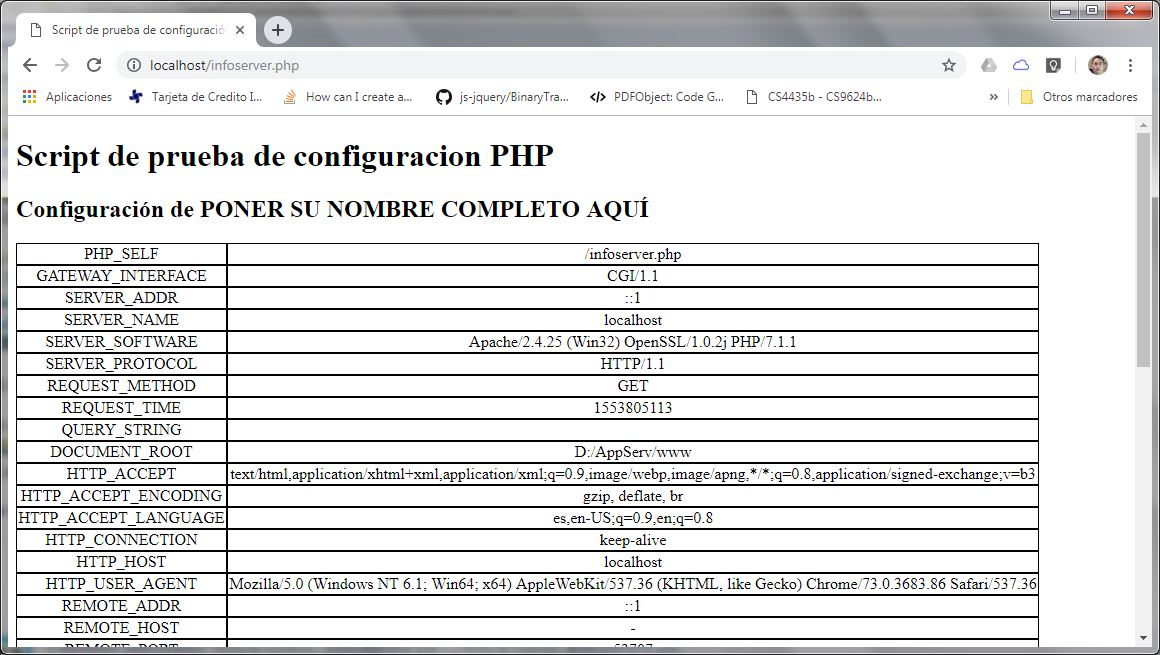 Script de prueba de configuració
localhost/infoserver.php
Aplicaciones Tarjeta de Credito I... How can I create a... js-jquery/BinaryTra... PDFObject: Code G... CS4435b - CS9624b... » Otros marcadores
Script de prueba de configuracion PHP
Configuración de PONER SU NOMBRE COMPLETO AQUÍ
PHP_SELF /infoserver.php
GATEWAY_INTERFACE CGI/1.1
SERVER_ADDR ::1
SERVER_NAME localhost
SERVER_SOFTWARE Apache/2.4.25 (Win32) OpenSSL/1.0.2j PHP/7.1.1
SERVER_PROTOCOL HTTP/1.1
REQUEST_METHOD GET
REQUEST_TIME 1553805113
QUERY_STRING
DOCUMENT_ROOT D:/AppServ/www
HTTP_ACCEPT text/html,application/xhtml+xml,application/xml;q=0.9,image/webp,image/apng,*/*;q=0.8,application/signed-exchange;v=b3
HTTP_ACCEPT_ENCODING gzip, deflate, br
HTTP_ACCEPT_LANGUAGE es,en-US;q=0.9,en;q=0.8
HTTP_CONNECTION keep-alive
HTTP_HOST localhost
HTTP_USER_AGENT Mozilla/5.0 (Windows NT 6.1; Win64; x64) AppleWebKit/537.36 (KHTML, like Gecko) Chrome/73.0.3683.86 Safari/537.36
REMOTE_ADDR ::1
REMOTE_HOST -
REMOTE_PORT